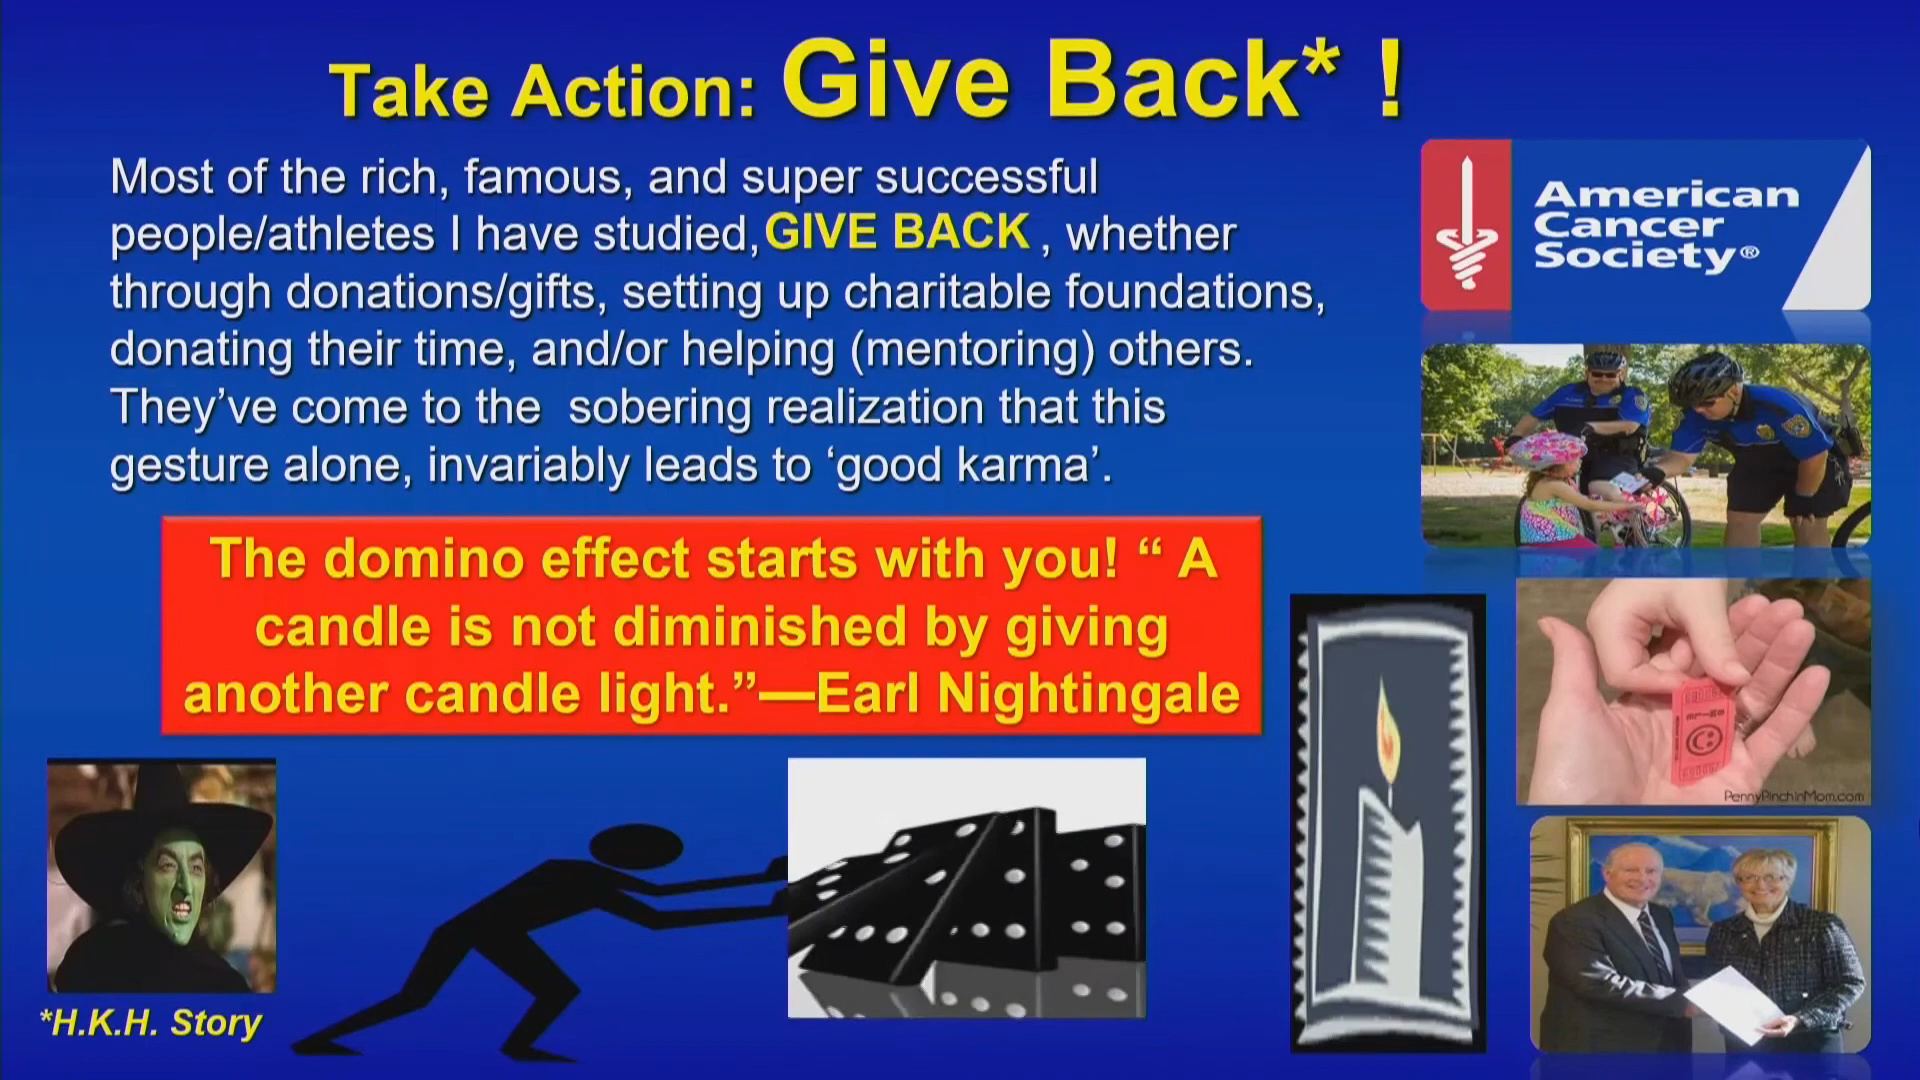 Take Action: Give Back* !
Most of the rich, famous, and super successful
people/athletes I have studied, GIVE BACK , whether
through donations/gifts, setting up charitable foundations,
donating their time, and/or helping (mentoring) others.
They’ve come to the sobering realization that this
gesture alone, invariably leads to ‘good karma’.
The domino effect starts with you! “ A
candle is not diminished by giving
another candle light.”—Earl Nightingale
*H.K.H. Story
American
Cancer
Society®
PennyPinchinMom.com